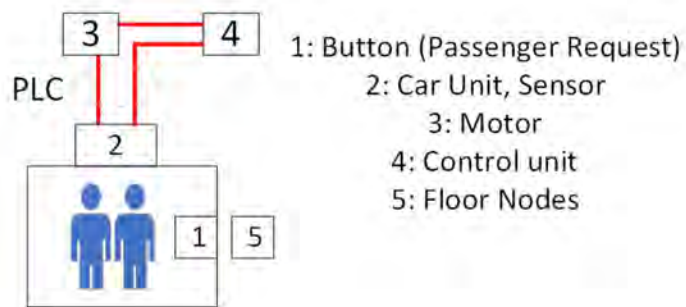 3
4
PLC
2
1
5
1: Button (Passenger Request)
2: Car Unit, Sensor
3: Motor
4: Control unit
5: Floor Nodes